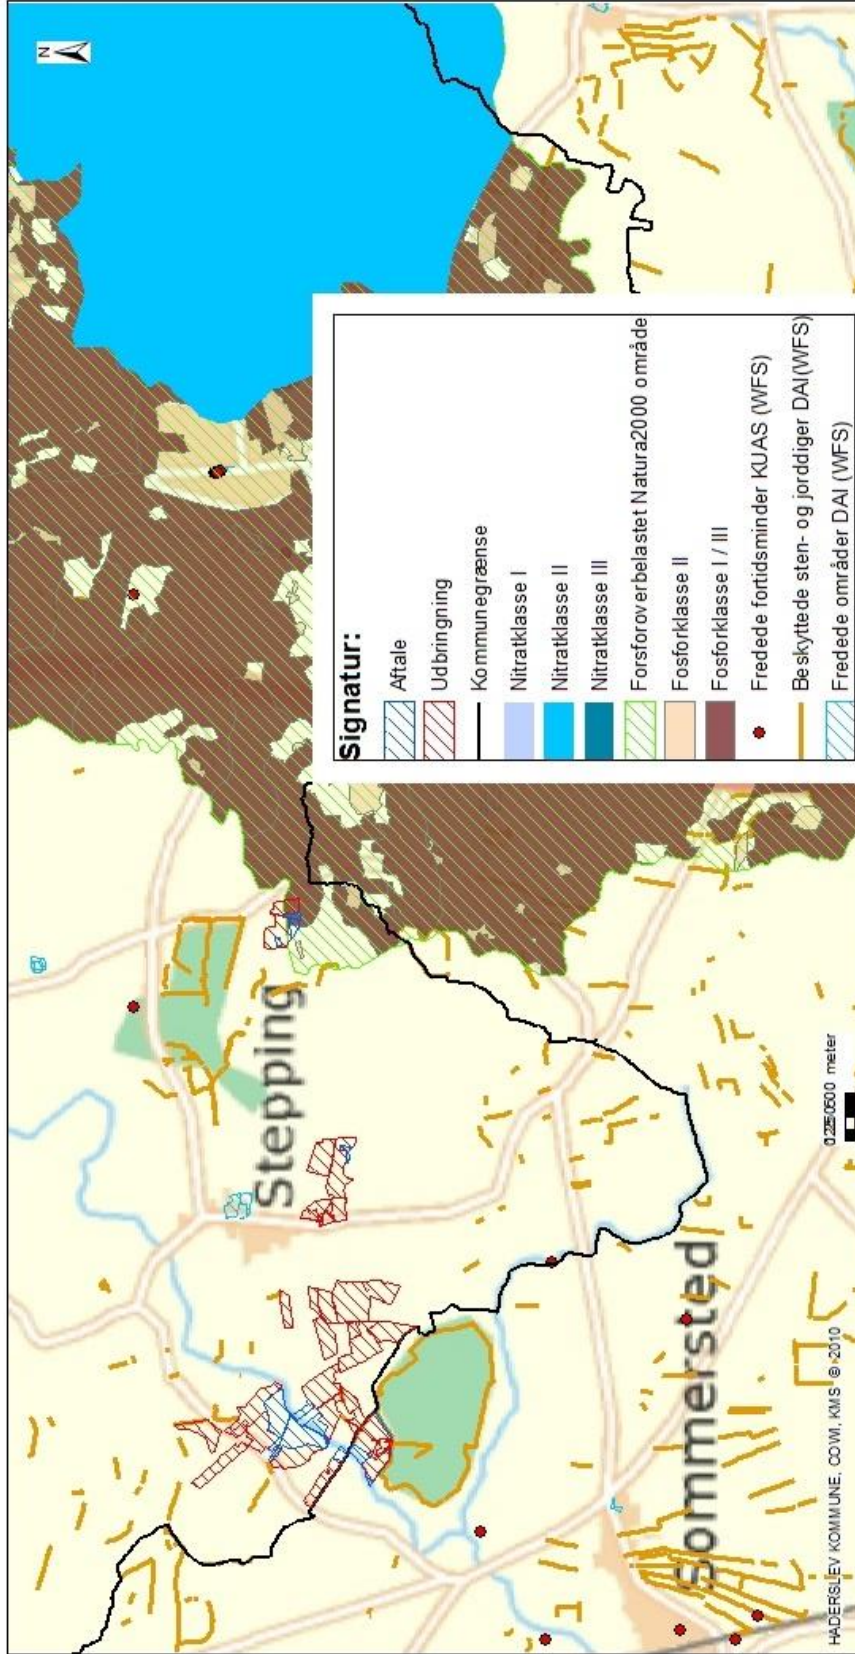 N
Stepping
Sommersted
Signatur:
Aftale
Udbringning
Kommunegrænse
Nitratklasse I
Nitratklasse II
Nitratklasse III
Forsforoverbelastet Natura2000 område
Fosforklasse II
Fosforklasse I / III
Fredede fortidsminder KUAS (WFS)
Beskyttede sten- og jorddiger DAI(WFS)
Fredede områder DAI (WFS)
meter
HADERSLEV KOMMUNE, COWI, KMS © 2010